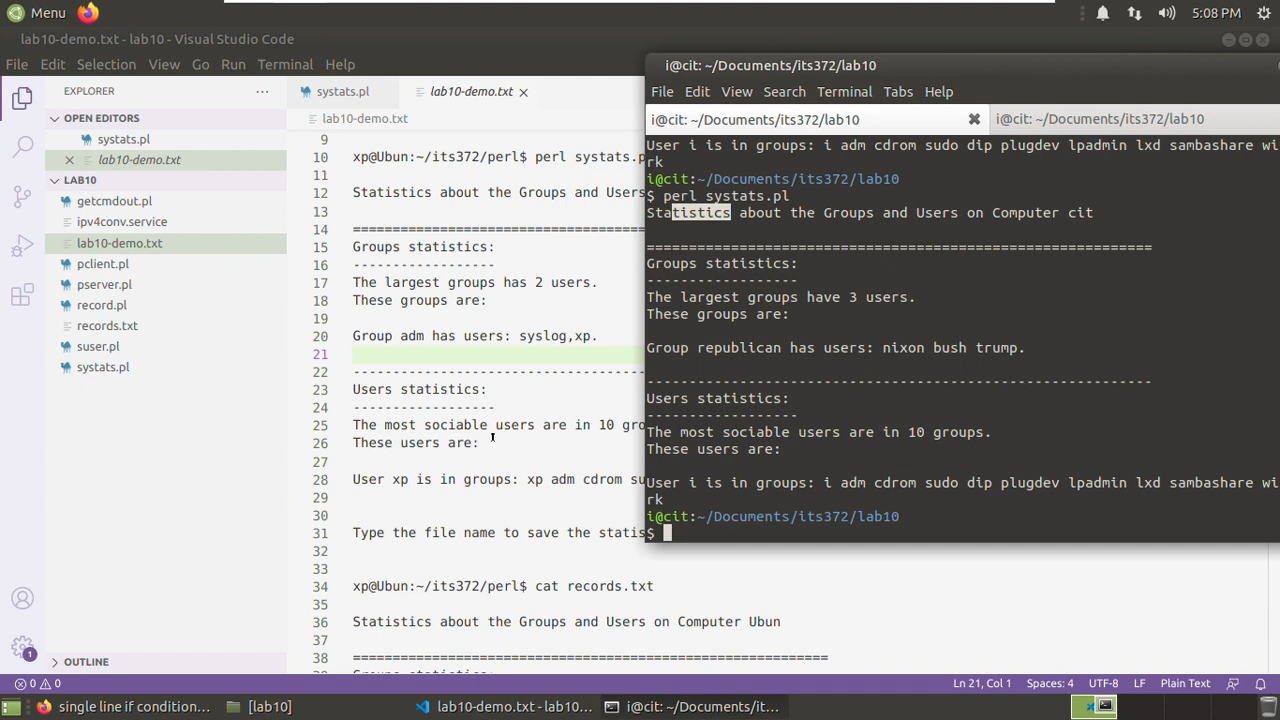 Menu
5:08 PM
lab10-demo.txt - lab10 - Visual Studio Code
File Edit Selection View Go Run Terminal Help
EXPLORER
OPEN EDITORS
systats.pl
lab10-demo.txt
LAB10
getcmdout.pl
ipv4conv.service
lab10-demo.txt
pclient.pl
pserver.pl
record.pl
records.txt
suser.pl
systats.pl
OUTLINE
systats.pl lab10-demo.txt
lab10-demo.txt
9
10 xp@Ubun:~/its372/perl$ perl systats.p
11
12 Statistics about the Groups and Users
13
14 =====================================
15 Groups statistics:
16 ------------------
17 The largest groups has 2 users.
18 These groups are:
19
20 Group adm has users: syslog,xp.
21
22 -------------------------------------
23 Users statistics:
24 ------------------
25 The most sociable users are in 10 gro
26 These users are:
27
28 User xp is in groups: xp adm cdrom su
29
30
31 Type the file name to save the statis
32
33
34 xp@Ubun:~/its372/perl$ cat records.txt
35
36 Statistics about the Groups and Users on Computer Ubun
37
38 ============================================================
i@cit: ~/Documents/its372/lab10
File Edit View Search Terminal Tabs Help
i@cit: ~/Documents/its372/lab10 i@cit: ~/Documents/its372/lab10
User i is in groups: i adm cdrom sudo dip plugdev lpadmin lxd sambashare wi
rk
i@cit:~/Documents/its372/lab10
$ perl systats.pl
Statistics about the Groups and Users on Computer cit
============================================================
Groups statistics:
------------------
The largest groups have 3 users.
These groups are:
Group republican has users: nixon bush trump.
------------------------------------------------------------
Users statistics:
------------------
The most sociable users are in 10 groups.
These users are:
User i is in groups: i adm cdrom sudo dip plugdev lpadmin lxd sambashare wi
rk
i@cit:~/Documents/its372/lab10
$
0 0 Ln 21, Col 1 Spaces: 4 UTF-8 LF Plain Text
1
single line if condition... [lab10] lab10-demo.txt - lab10... i@cit: ~/Documents/it...